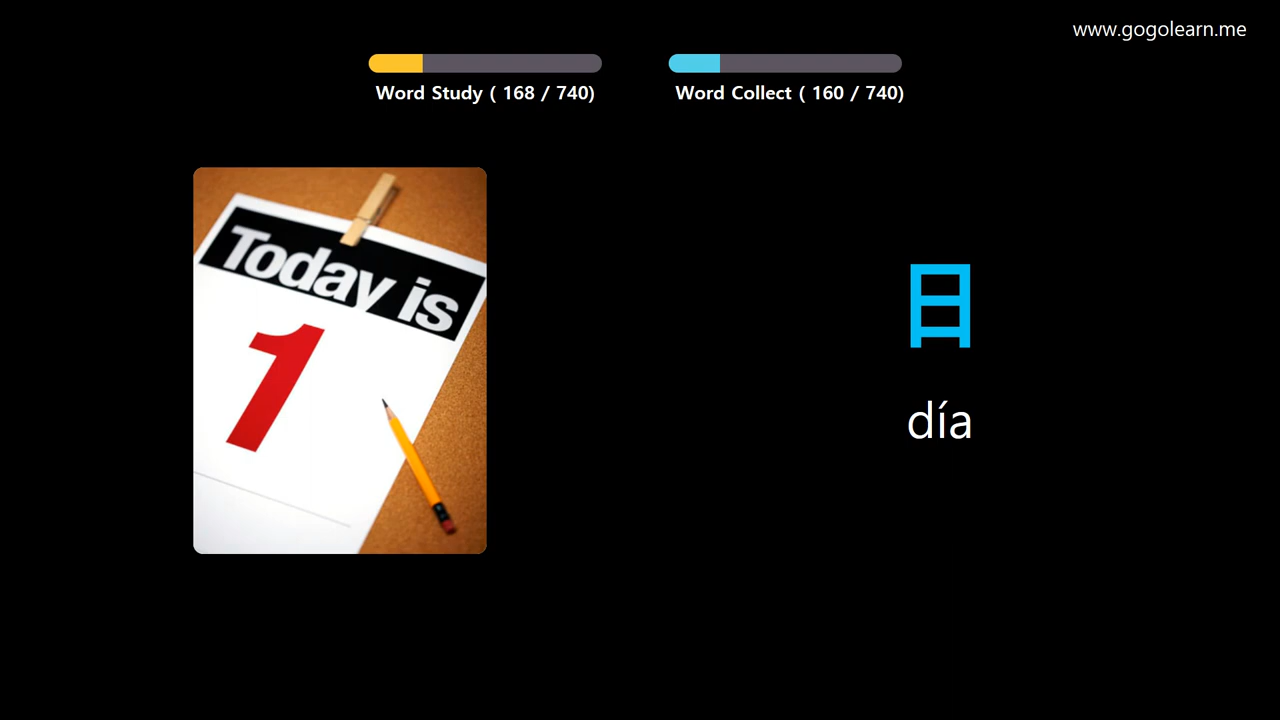 www.gogolearn.me
Word Study ( 168 / 740)
Word Collect ( 160 / 740)
Today is
1
日
día